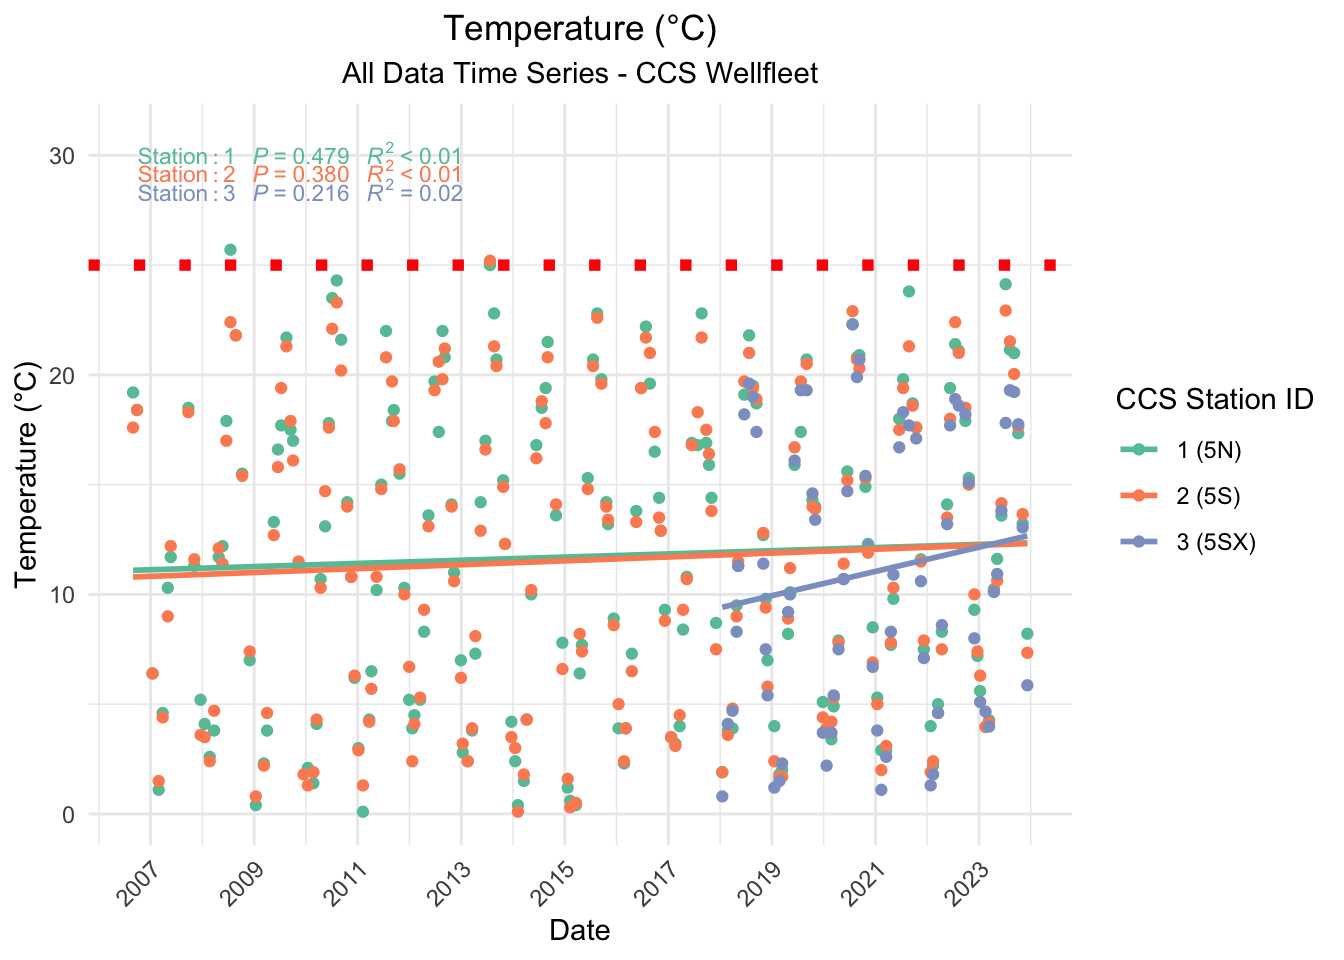 Temperature (°C)
All Data Time Series - CCS Wellfleet
Station : 1 P = 0.479 R² < 0.01
Station : 2 P = 0.380 R² < 0.01
Station : 3 P = 0.216 R² = 0.02
30
20
10
0
Temperature (°C)
2007 2009 2011 2013 2015 2017 2019 2021 2023
Date
CCS Station ID
1 (5N)
2 (5S)
3 (5SX)